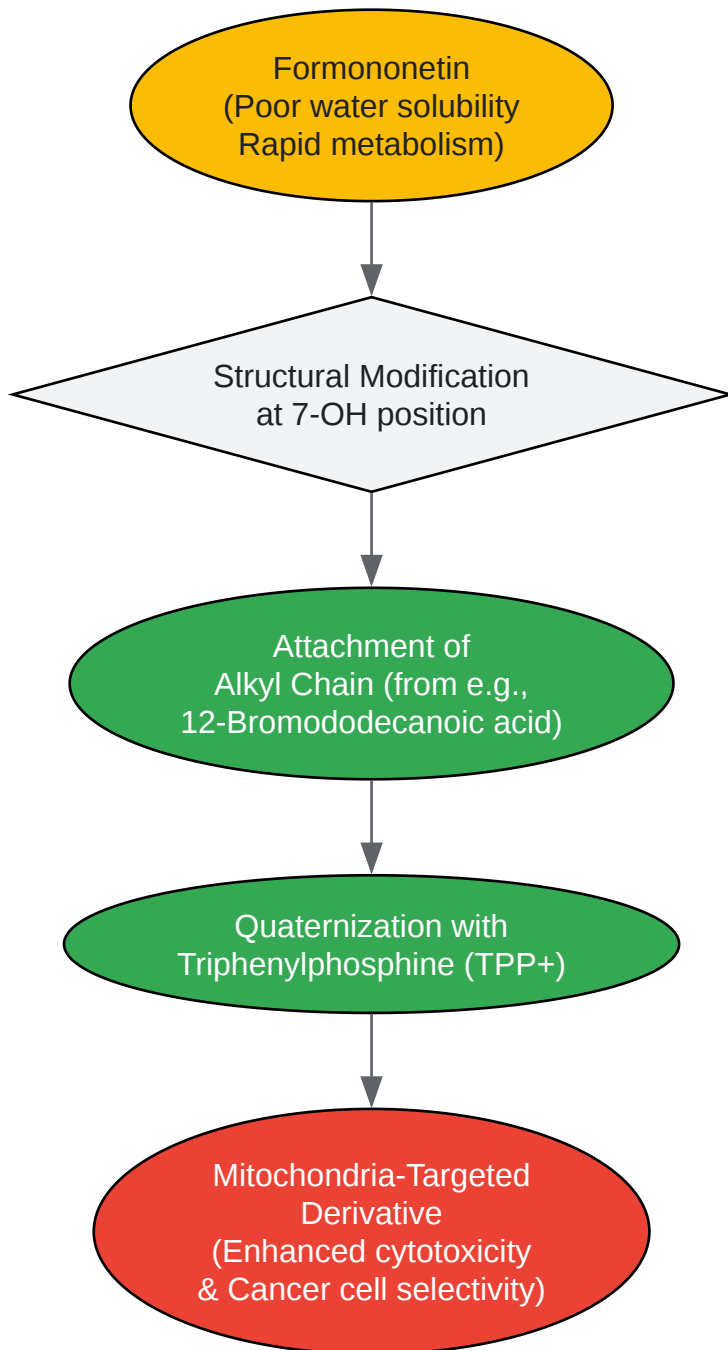 Formononetin
(Poor water solubility
Rapid metabolism)
Structural Modification
at 7-OH position
Attachment of
Alkyl Chain (from e.g.,
12-Bromododecanoic acid)
Quaternization with
Triphenylphosphine (TPP+)
Mitochondria-Targeted
Derivative
(Enhanced cytotoxicity
& Cancer cell selectivity)